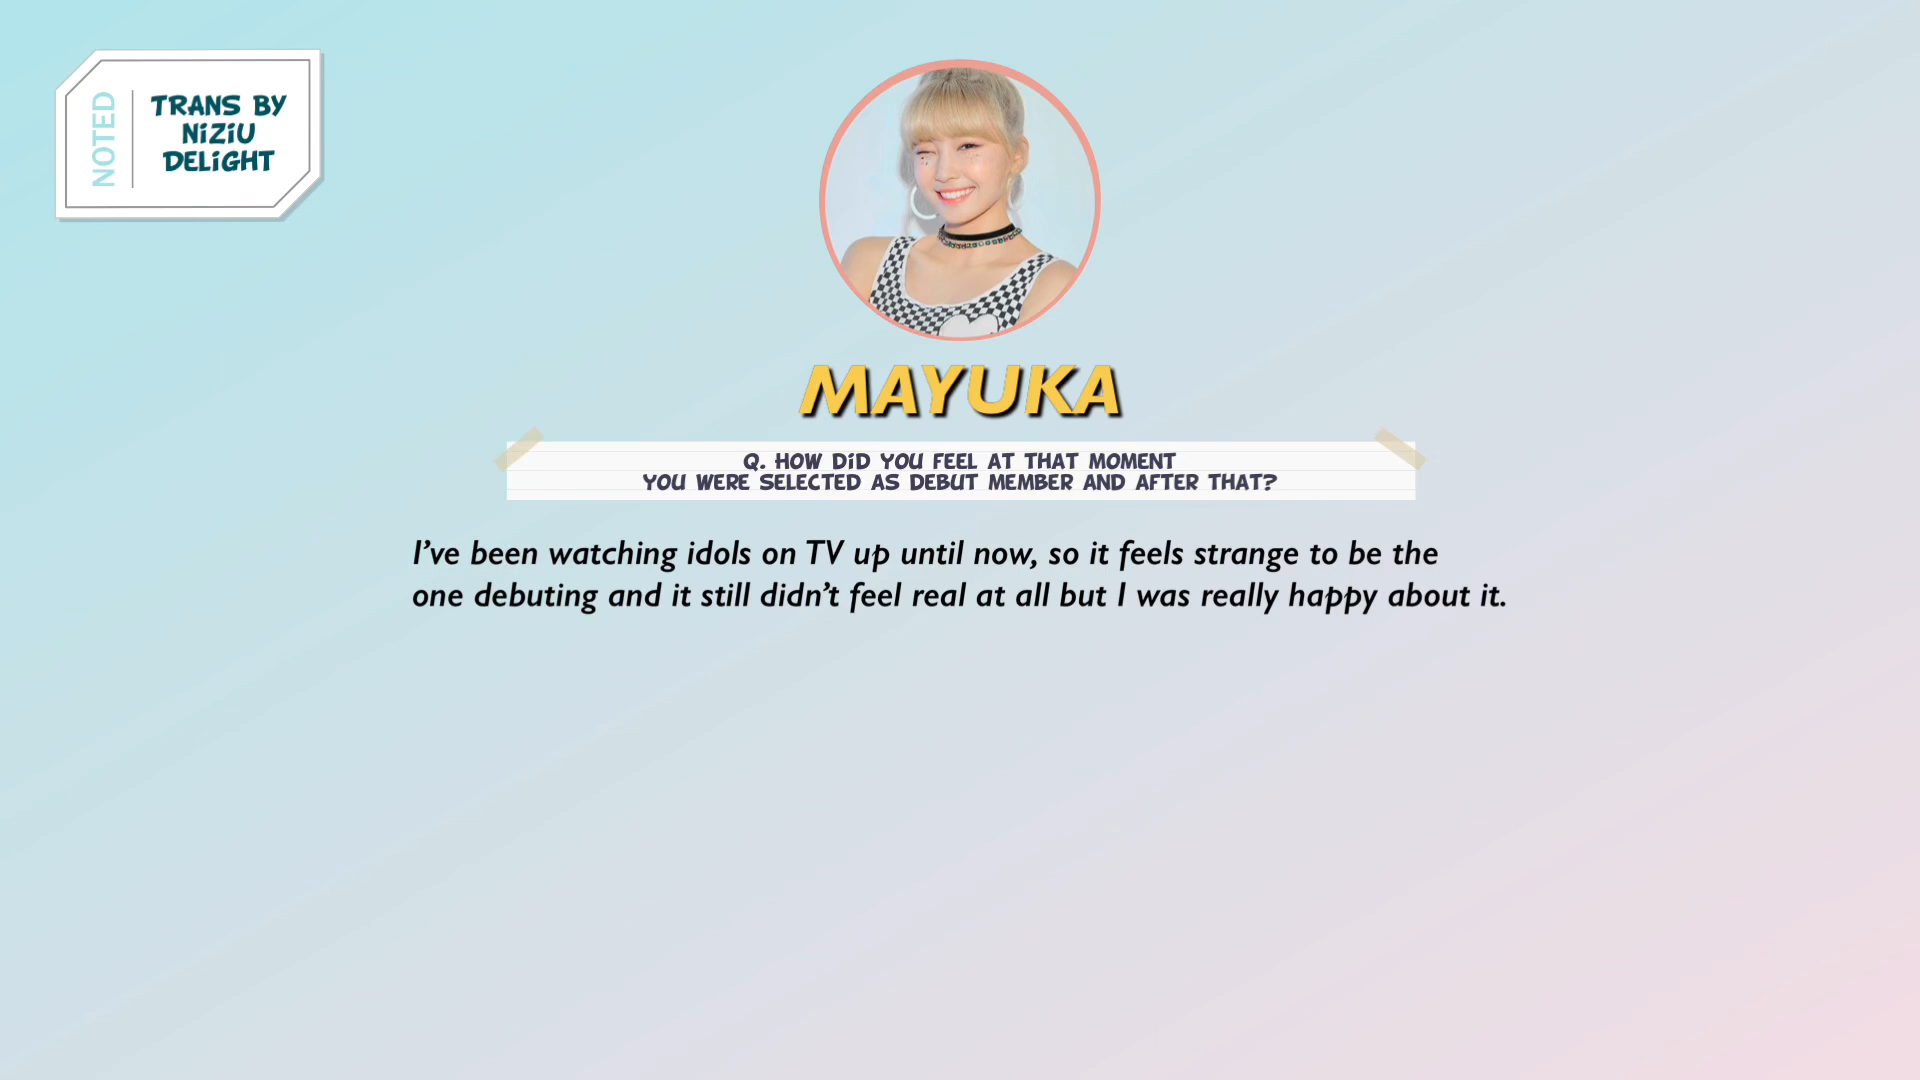 NOTED
TRANS BY
NiZiU
DELiGHT
MAYUKA
Q. HOW DiD YOU FEEL AT THAT MOMENT
YOU WERE SELECTED AS DEBUT MEMBER AND AFTER THAT?
I’ve been watching idols on TV up until now, so it feels strange to be the
one debuting and it still didn’t feel real at all but I was really happy about it.